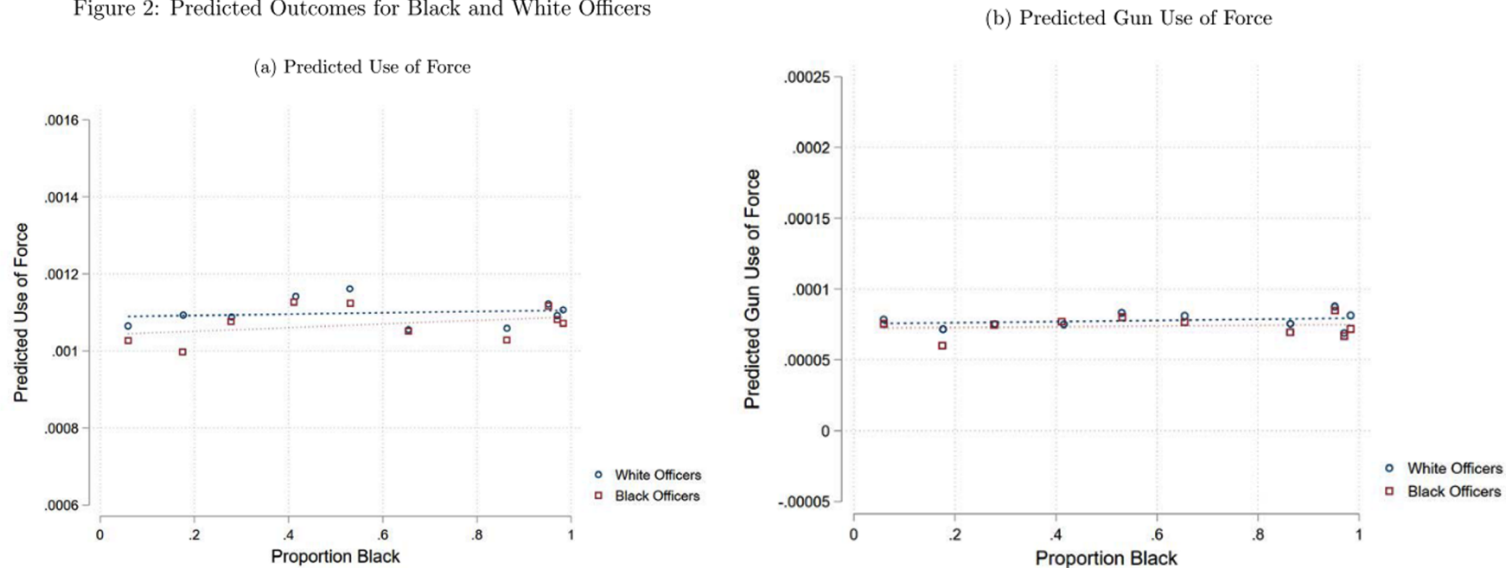 Figure 2: Predicted Outcomes for Black and White Officers
(a) Predicted Use of Force
.0016
.0014
.0012
.001
.0008
.0006
Predicted Use of Force
0 .2 .4 .6 .8 1
Proportion Black
White Officers
Black Officers
(b) Predicted Gun Use of Force
.00025
.0002
.00015
.0001
.00005
0
-.00005
Predicted Gun Use of Force
0 .2 .4 .6 .8 1
Proportion Black
White Officers
Black Officers